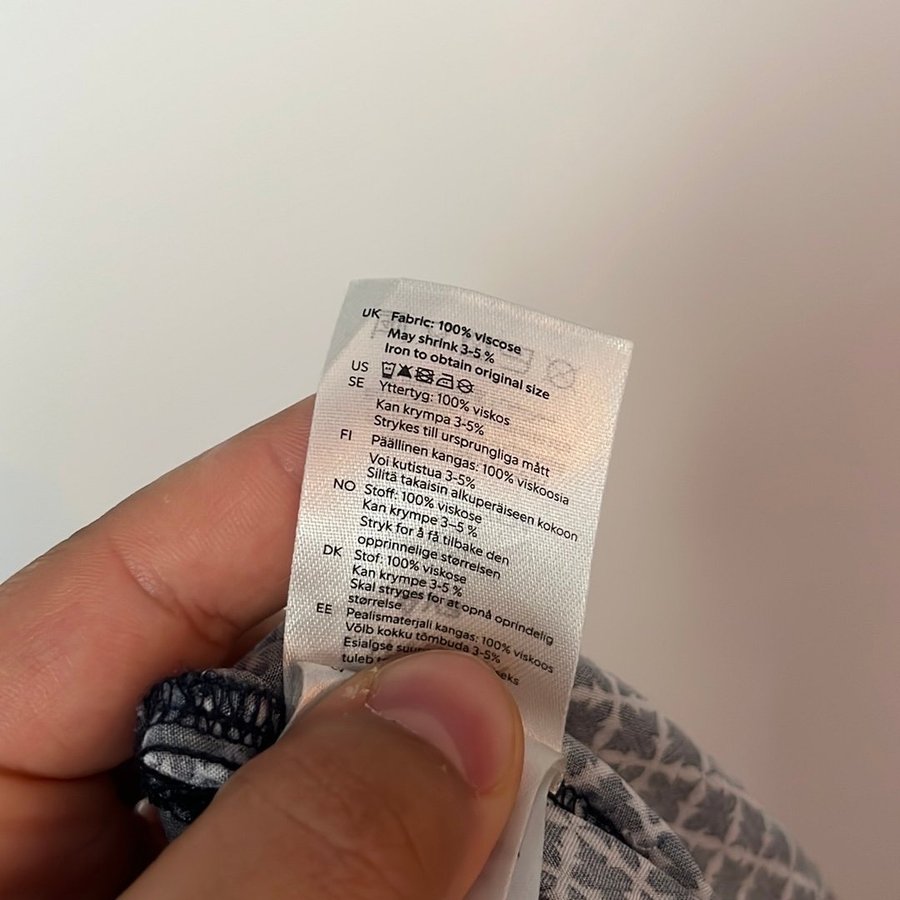 UK Fabric: 100% viscose
May shrink 3-5 %
Iron to obtain original size
US
SE Yttertyg: 100% viskos
Kan krympa 3-5%
Strykes till ursprungliga mått
FI Päällinen kangas: 100% viskoosia
Voi kutistua 3-5%
Silitä takaisin alkuperäiseen kokoon
NO Stoff: 100% viskose
Kan krympe 3-5 %
Stryk for å få tilbake den
opprinnelige størrelsen
DK Stof: 100% viskose
Kan krympe 3-5 %
Skal stryges for at opnå oprindelig
størrelse
EE Pealismaterjali kangas: 100% viskoos
Võib kokku tõmbuda 3-5%
Esialgse
tuleb